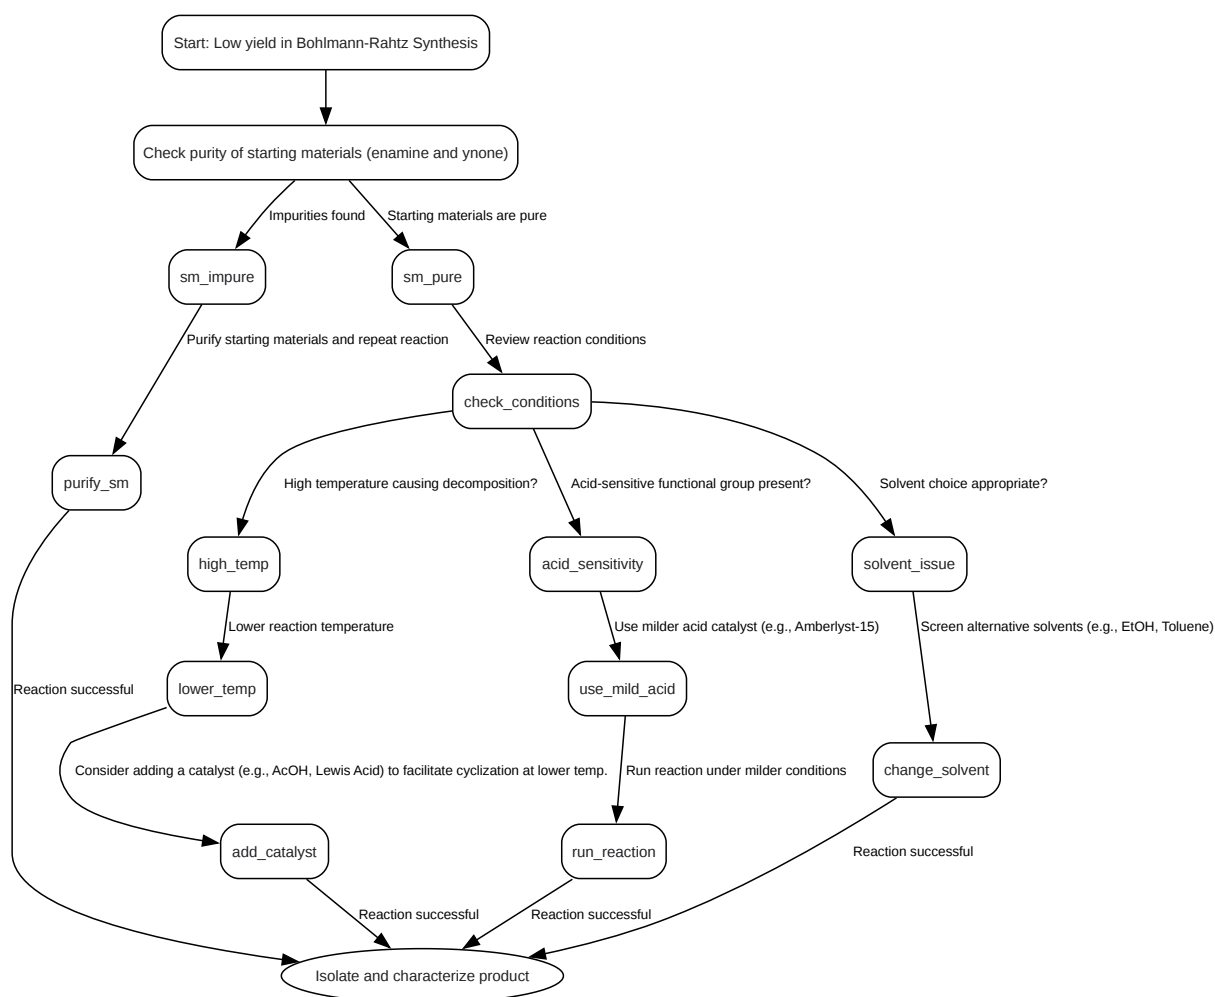 Start: Low yield in Bohlmann-Rahtz Synthesis
Check purity of starting materials (enamine and ynone)
Impurities found
Starting materials are pure
sm_impure
sm_pure
Purify starting materials and repeat reaction
Review reaction conditions
check_conditions
purify_sm
High temperature causing decomposition?
Acid-sensitive functional group present?
Solvent choice appropriate?
high_temp
acid_sensitivity
solvent_issue
Lower reaction temperature
Use milder acid catalyst (e.g., Amberlyst-15)
Screen alternative solvents (e.g., EtOH, Toluene)
Reaction successful
lower_temp
use_mild_acid
Consider adding a catalyst (e.g., AcOH, Lewis Acid) to facilitate cyclization at lower temp.
Run reaction under milder conditions
change_solvent
add_catalyst
run_reaction
Reaction successful
Reaction successful
Reaction successful
Isolate and characterize product